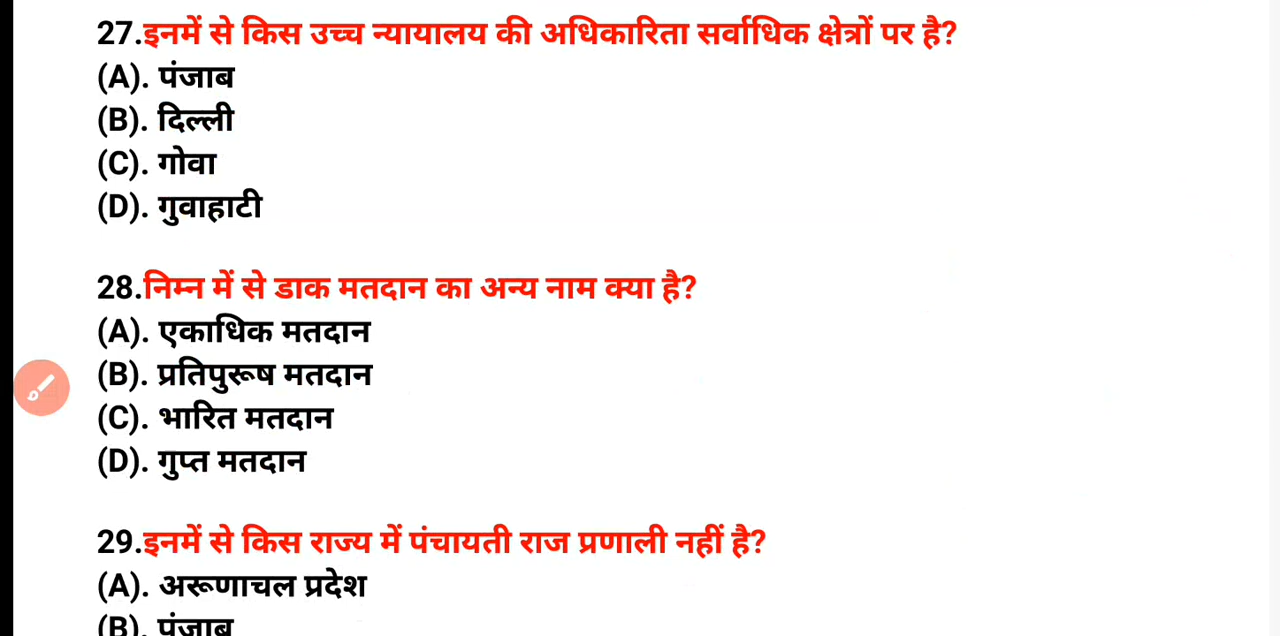 27.इनमें से किस उच्च न्यायालय की अधिकारिता सर्वाधिक क्षेत्रों पर है?
(A). पंजाब
(B). दिल्ली
(C). गोवा
(D). गुवाहाटी
28.निम्न में से डाक मतदान का अन्य नाम क्या है?
(A). एकाधिक मतदान
(B). प्रतिपुरूष मतदान
(C). भारित मतदान
(D). गुप्त मतदान
29.इनमें से किस राज्य में पंचायती राज प्रणाली नहीं है?
(A). अरूणाचल प्रदेश
(B). पंजाब